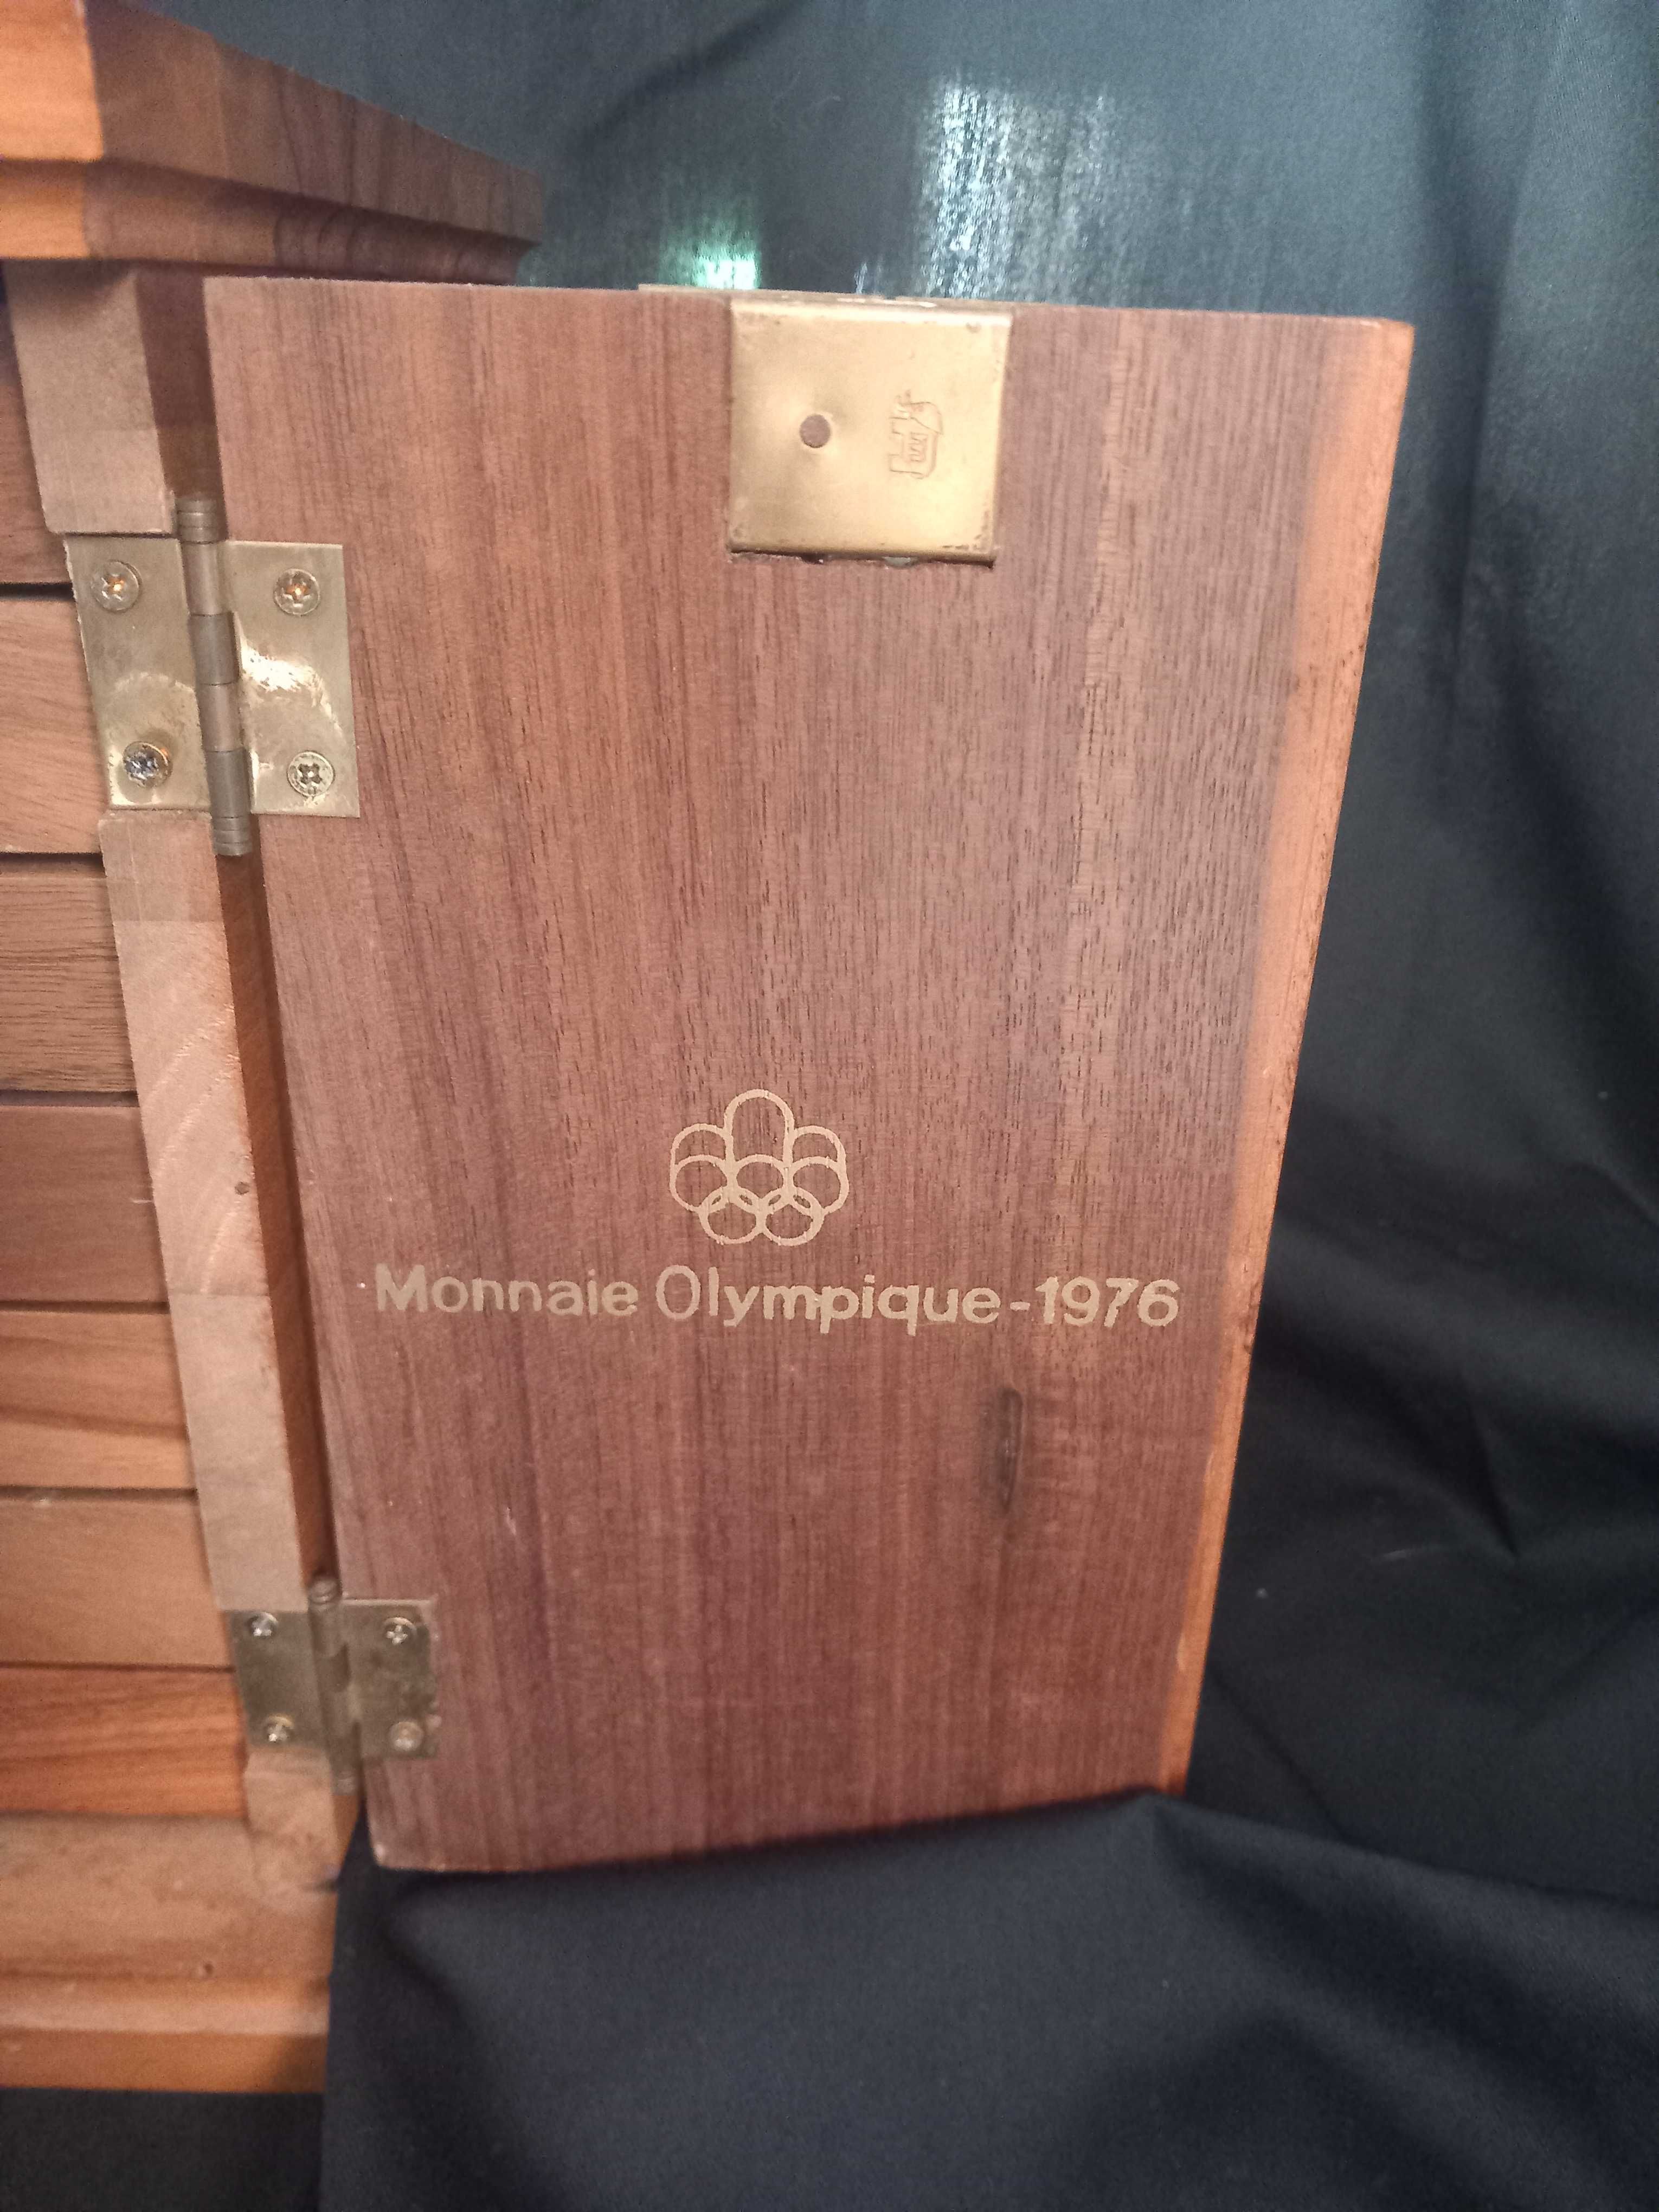 Monnaie Olympique - 1976